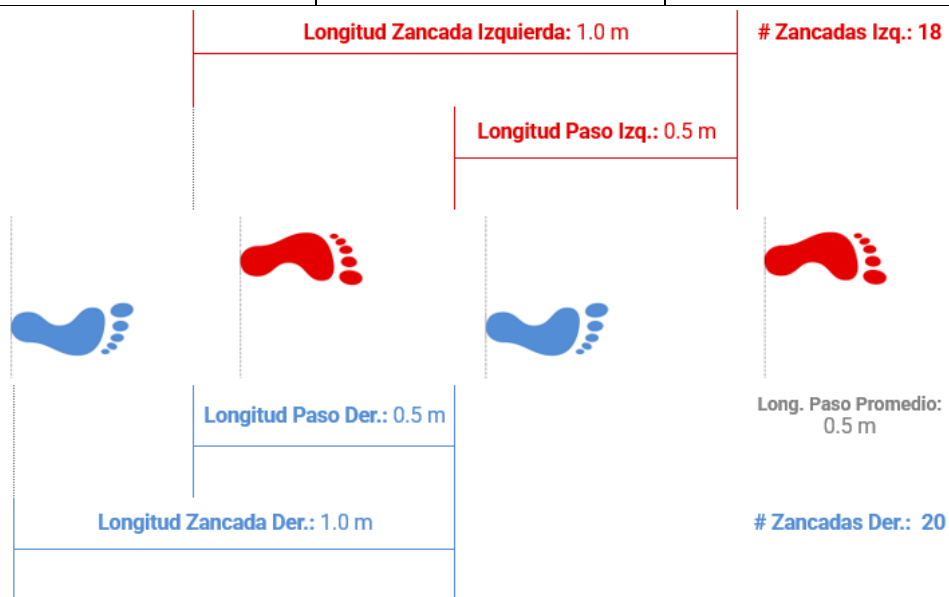 Longitud Zancada Izquierda: 1.0 m
# Zancadas Izq.: 18
Longitud Paso Izq.: 0.5 m
Longitud Paso Der.: 0.5 m
Long. Paso Promedio:
0.5 m
Longitud Zancada Der.: 1.0 m
# Zancadas Der.: 20